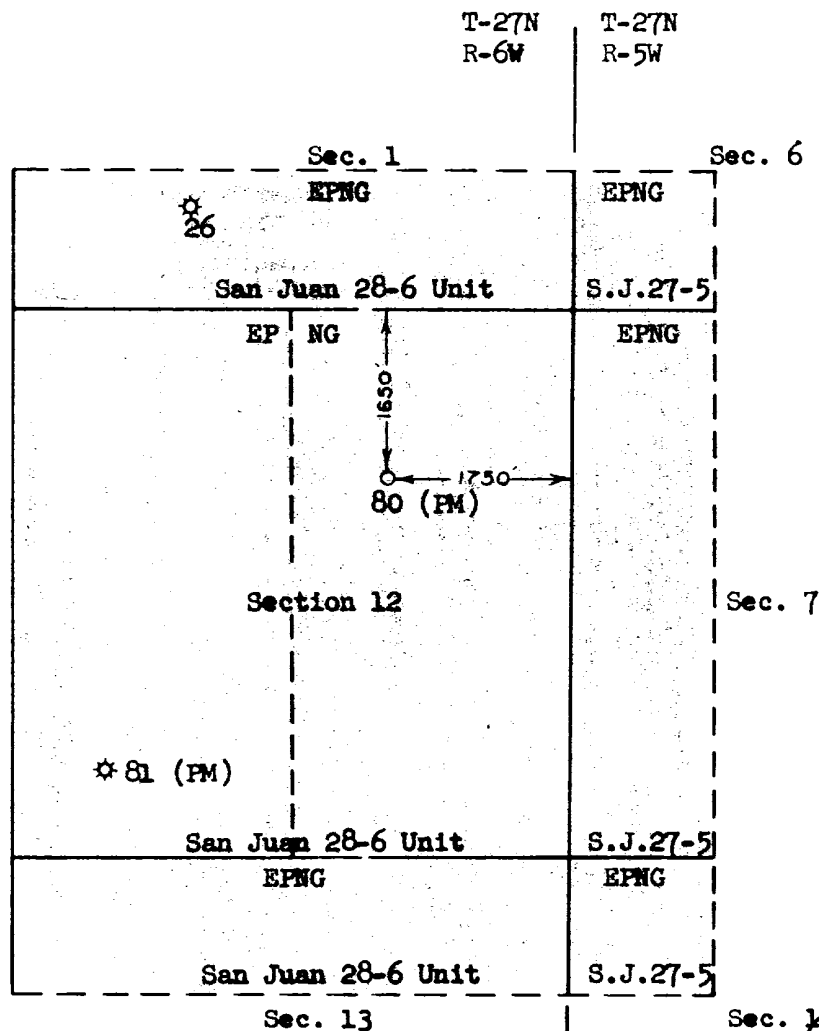 T-27N T-27N
R-6W R-5W
Sec. 1 Sec. 6
EPNG EPNG
26
San Juan 28-6 Unit S.J.27-5
EP NG EPNG
1650'
1750'
80 (PM)
Section 12 Sec. 7
81 (PM)
San Juan 28-6 Unit S.J.27-5
EPNG EPNG
San Juan 28-6 Unit S.J.27-5
Sec. 13 Sec.